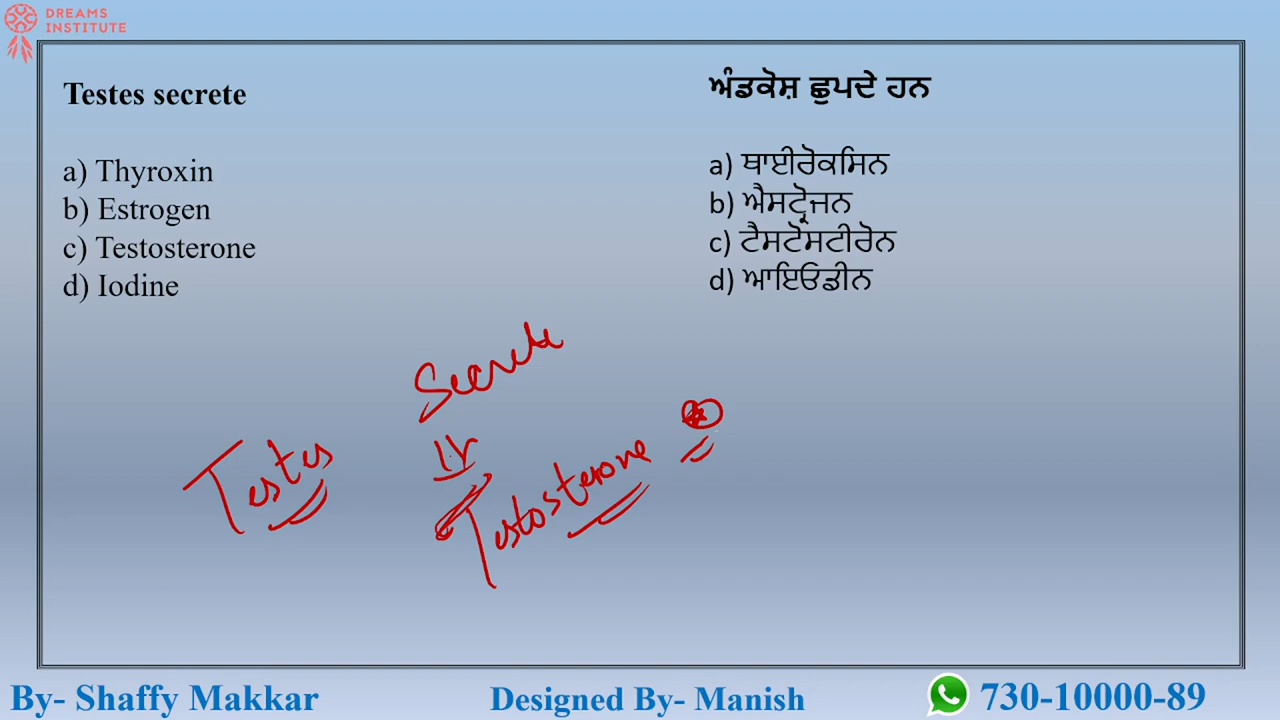 DREAMS
INSTITUTE
Testes secrete
a) Thyroxin
b) Estrogen
c) Testosterone
d) Iodine
ਅੰਡਕੋਸ਼ ਛੁਪਦੇ ਹਨ
a) ਥਾਈਰੋਕਸਿਨ
b) ਐਸਟ੍ਰੋਜਨ
c) ਟੈਸਟੋਸਟੀਰੋਨ
d) ਆਇਓਡੀਨ
Secrete
Testes
Testosterone
By- Shaffy Makkar
Designed By- Manish
730-10000-89